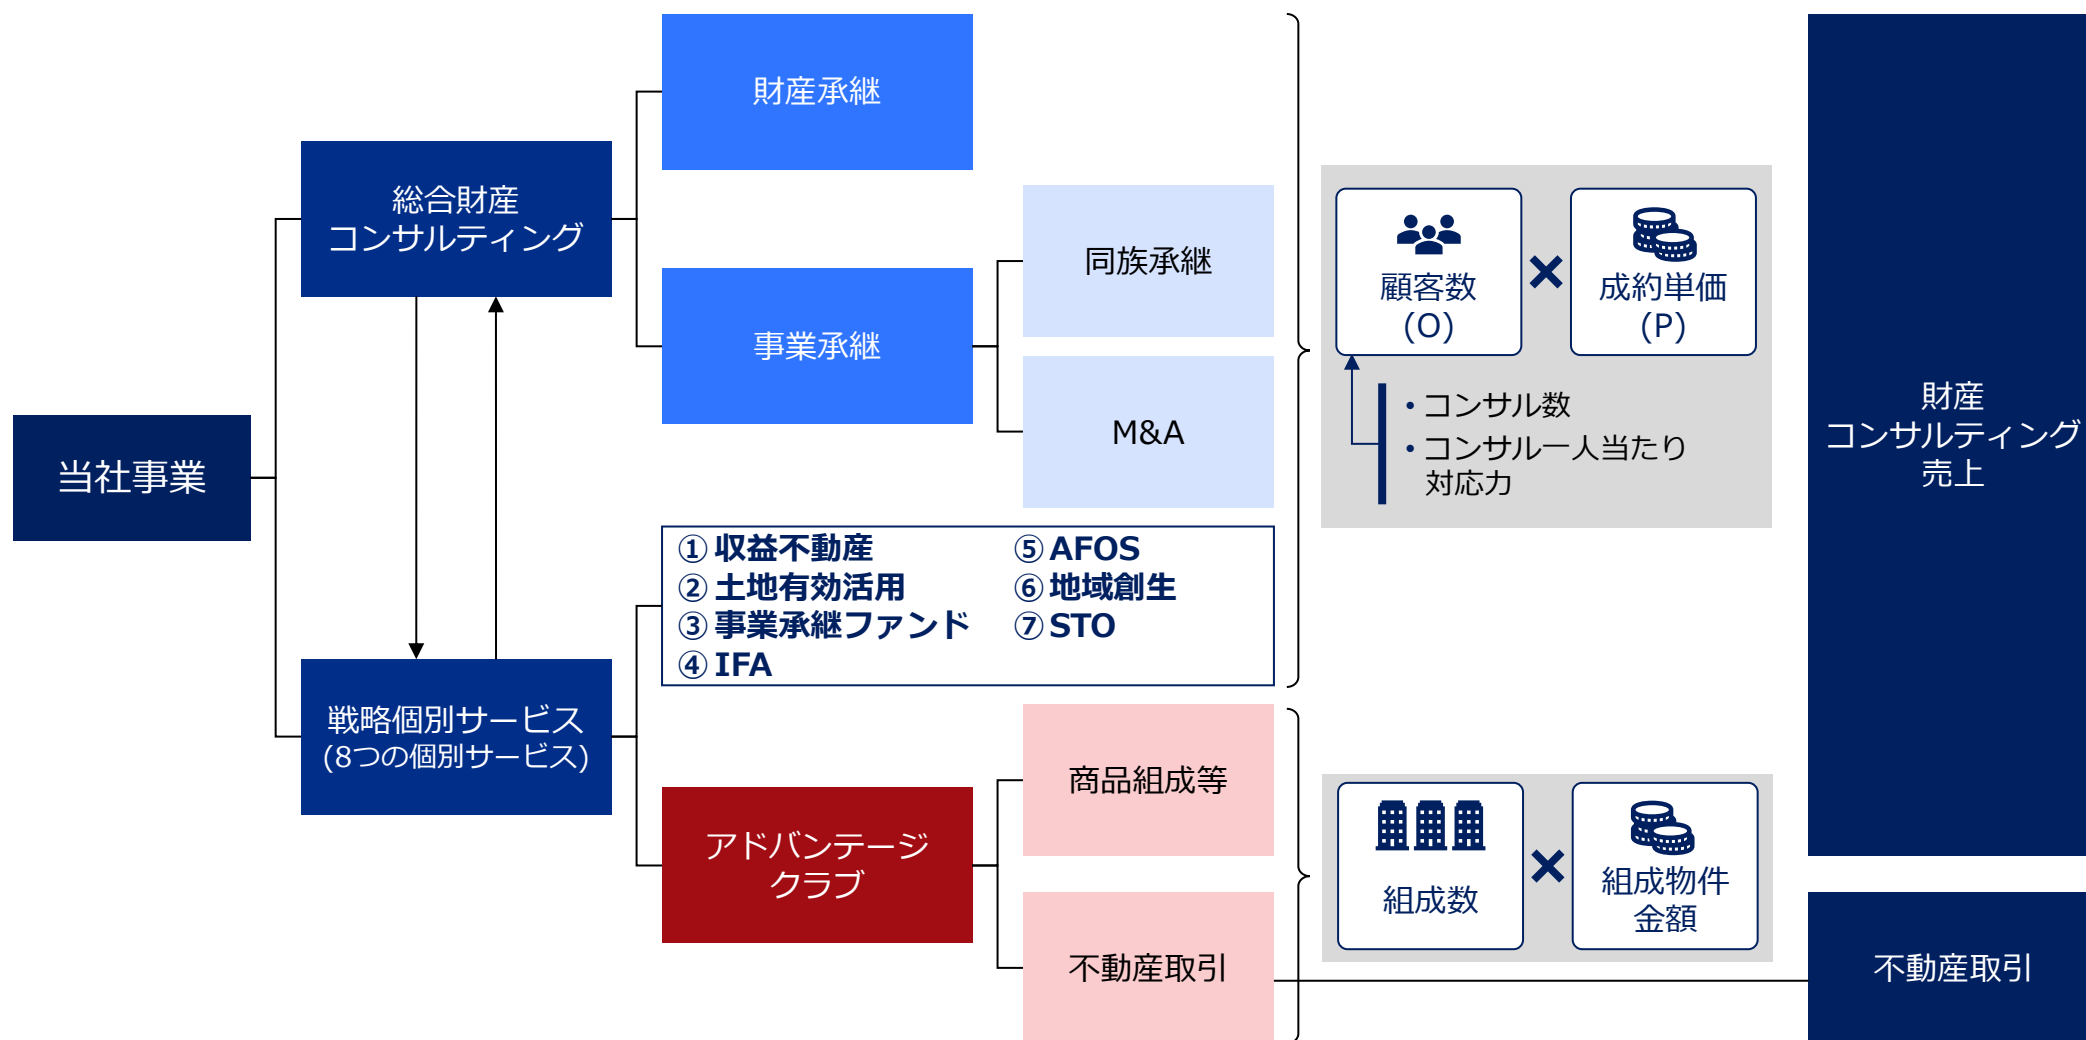 当社事業
総合財産
コンサルティング
戦略個別サービス
(8つの個別サービス)
財産承継
事業承継
同族承継
M&A
① 収益不動産
② 土地有効活用
③ 事業承継ファンド
④ IFA
⑤ AFOS
⑥ 地域創生
⑦ STO
アドバンテージ
クラブ
商品組成等
不動産取引
顧客数
(O)
×
成約単価
(P)
・コンサル数
・コンサル一人当たり
対応力
組成数
×
組成物件
金額
財産
コンサルティング
売上
不動産取引